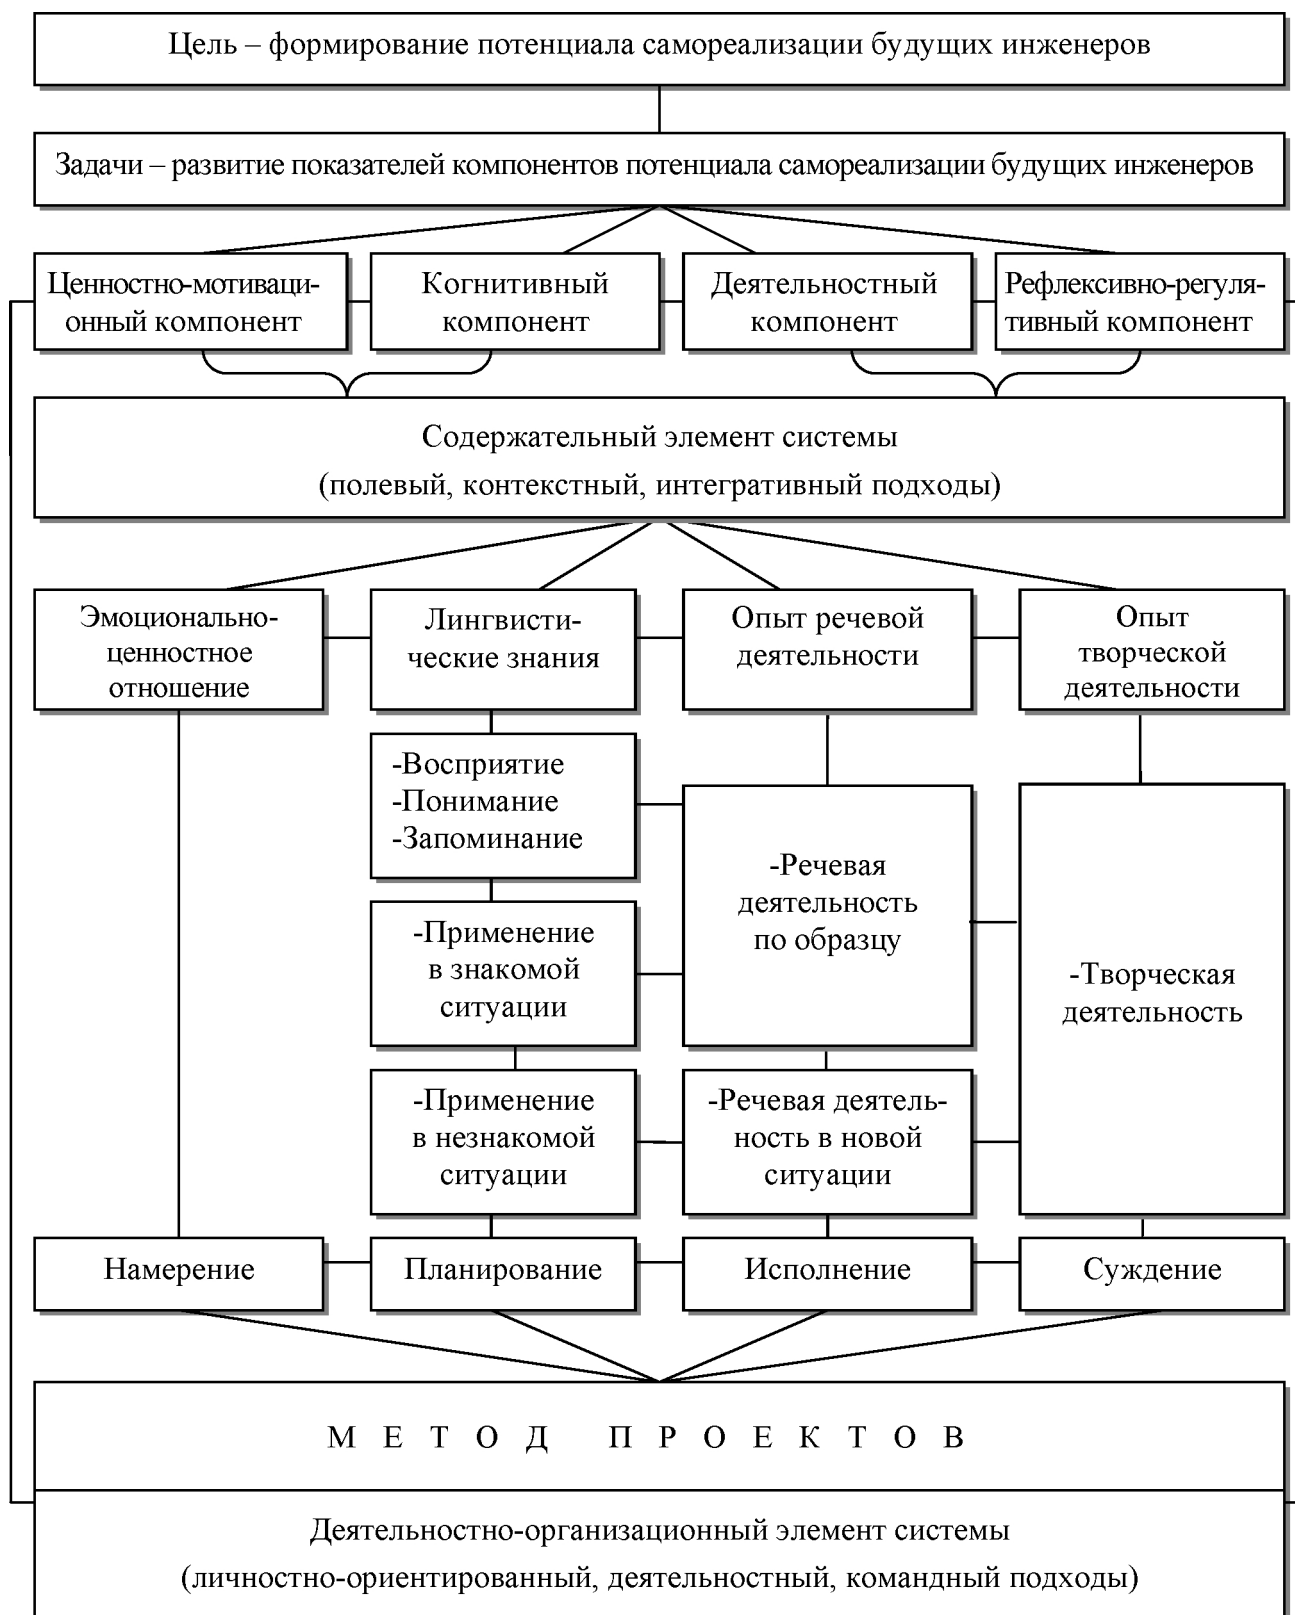 Цель – формирование потенциала самореализации будущих инженеров
Задачи – развитие показателей компонентов потенциала самореализации будущих инженеров
Ценностно-мотиваци-
онный компонент
Когнитивный
компонент
Деятельностный
компонент
Рефлексивно-регуля-
тивный компонент
Содержательный элемент системы
(полевый, контекстный, интегративный подходы)
Эмоционально-
ценностное
отношение
Лингвисти-
ческие знания
Опыт речевой
деятельности
Опыт
творческой
деятельности
-Восприятие
-Понимание
-Запоминание
-Речевая
деятельность
по образцу
-Применение
в знакомой
ситуации
-Творческая
деятельность
-Применение
в незнакомой
ситуации
-Речевая деятель-
ность в новой
ситуации
Намерение
Планирование
Исполнение
Суждение
М Е Т О Д П Р О Е К Т О В
Деятельностно-организационный элемент системы
(личностно-ориентированный, деятельностный, командный подходы)